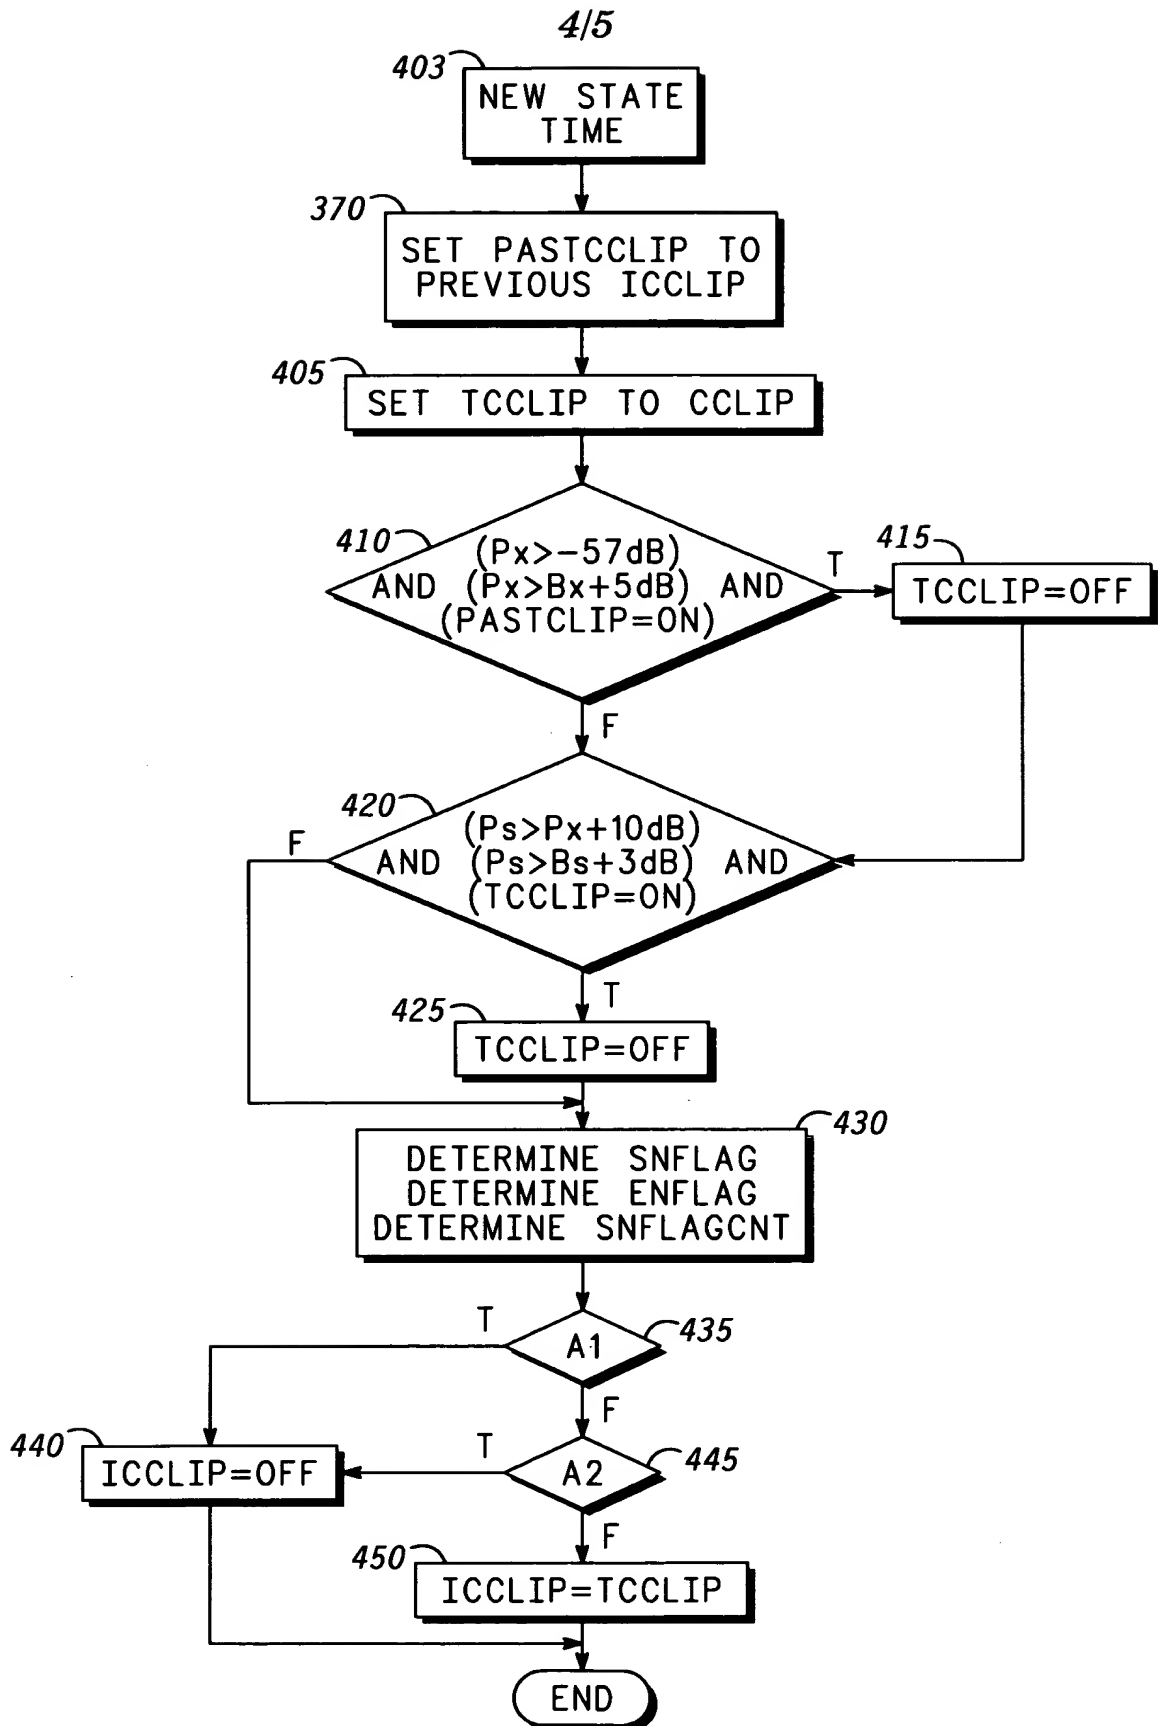 4/5
403
NEW STATE
TIME
370
SET PASTCCLIP TO
PREVIOUS ICCLIP
405
SET TCCLIP TO CCLIP
410
(Px>-57dB)
AND (Px>Bx+5dB) AND
(PASTCLIP=ON)
T
415
TCCLIP=OFF
F
420
(Ps>Px+10dB)
F
AND (Ps>Bs+3dB) AND
(TCCLIP=ON)
T
425
TCCLIP=OFF
430
DETERMINE SNFLAG
DETERMINE ENFLAG
DETERMINE SNFLAGCNT
T
435
A1
F
440
ICCLIP=OFF
T
445
A2
F
450
ICCLIP=TCCLIP
END